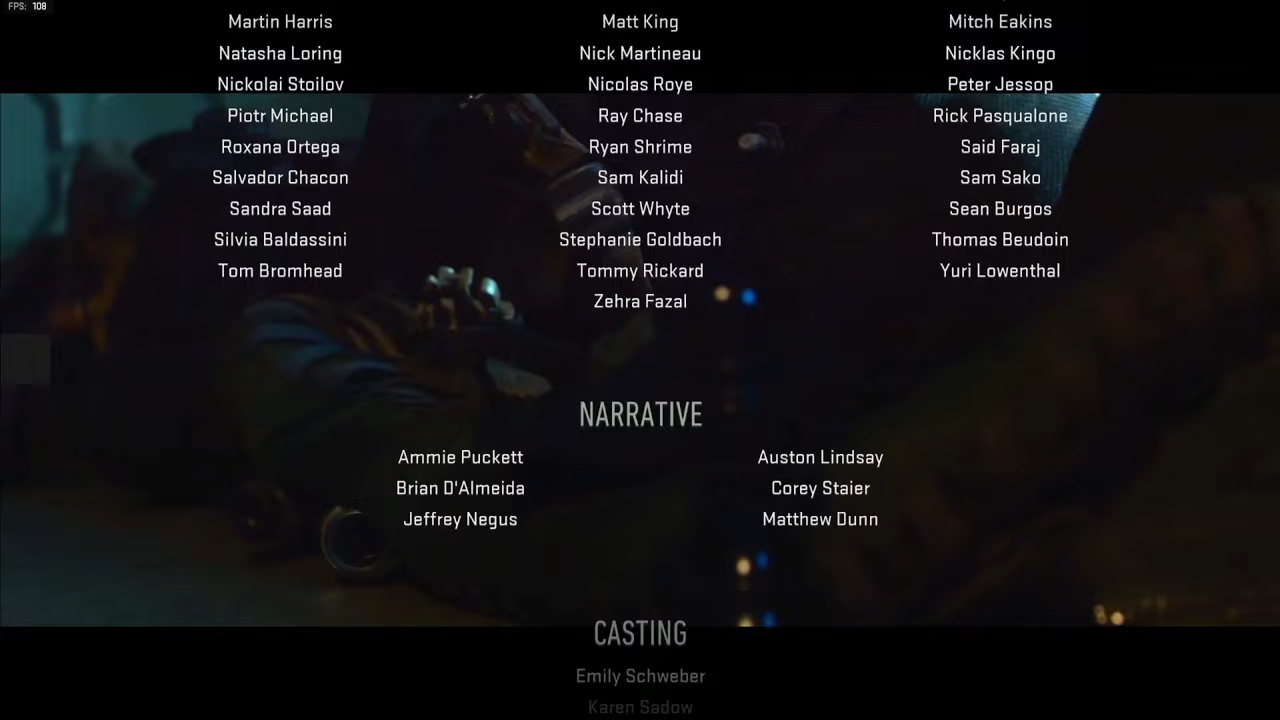 FPS: 108
Martin Harris Matt King Mitch Eakins
Natasha Loring Nick Martineau Nicklas Kingo
Nickolai Stoilov Nicolas Roye Peter Jessop
Piotr Michael Ray Chase Rick Pasqualone
Roxana Ortega Ryan Shrime Said Faraj
Salvador Chacon Sam Kalidi Sam Sako
Sandra Saad Scott Whyte Sean Burgos
Silvia Baldassini Stephanie Goldbach Thomas Beudoin
Tom Bromhead Tommy Rickard Yuri Lowenthal
Zehra Fazal
NARRATIVE
Ammie Puckett Auston Lindsay
Brian D'Almeida Corey Staier
Jeffrey Negus Matthew Dunn
CASTING
Emily Schweber
Karen Sadow